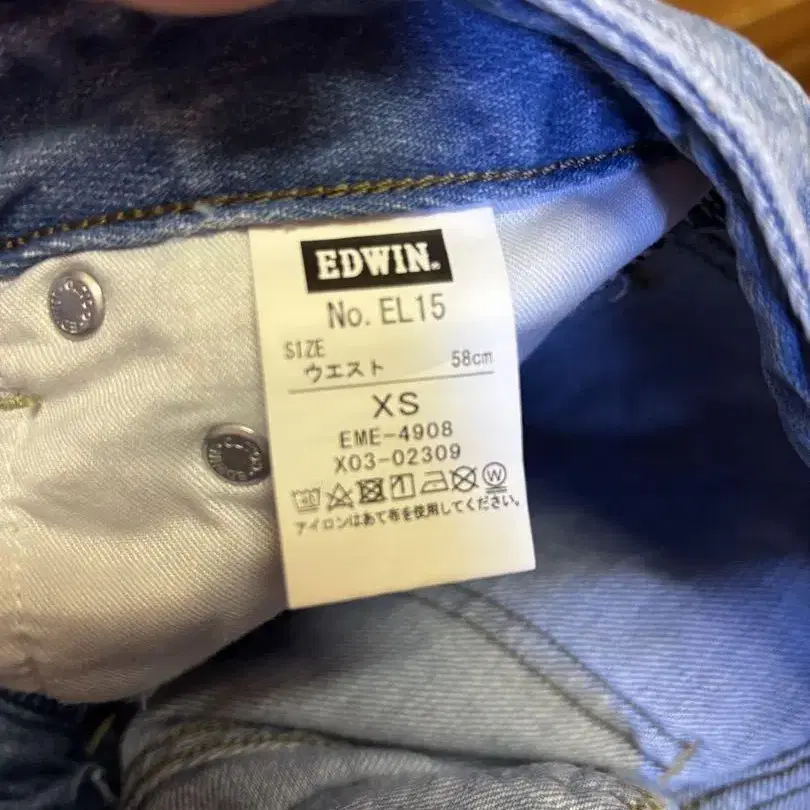 EDWIN.
No. EL15
SIZE
ウエスト 58cm
XS
EME-4908
X03-02309
W
アイロンはあて布を使用してください。